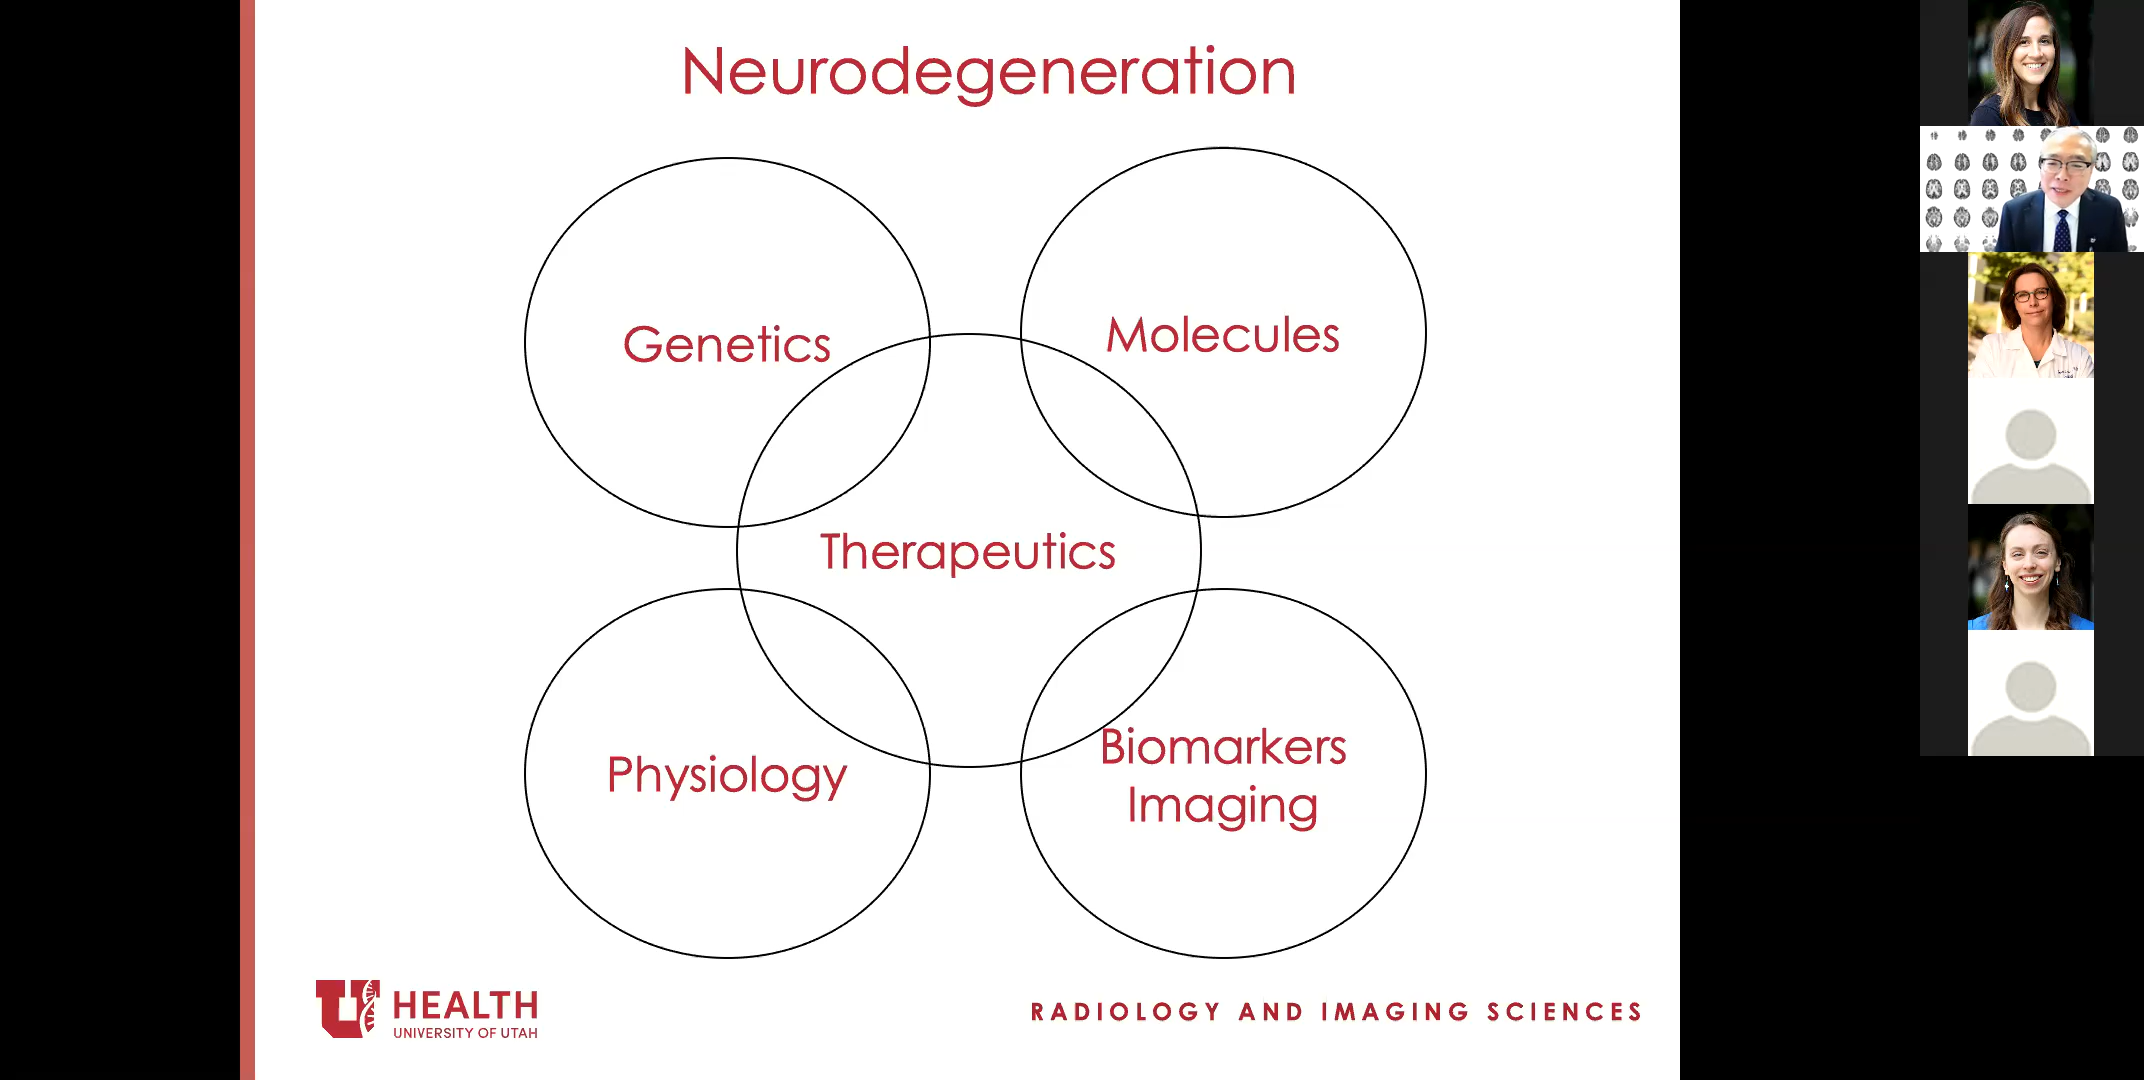 Neurodegeneration
Genetics
Molecules
Therapeutics
Physiology
Biomarkers
Imaging
U HEALTH
UNIVERSITY OF UTAH
RADIOLOGY AND IMAGING SCIENCES